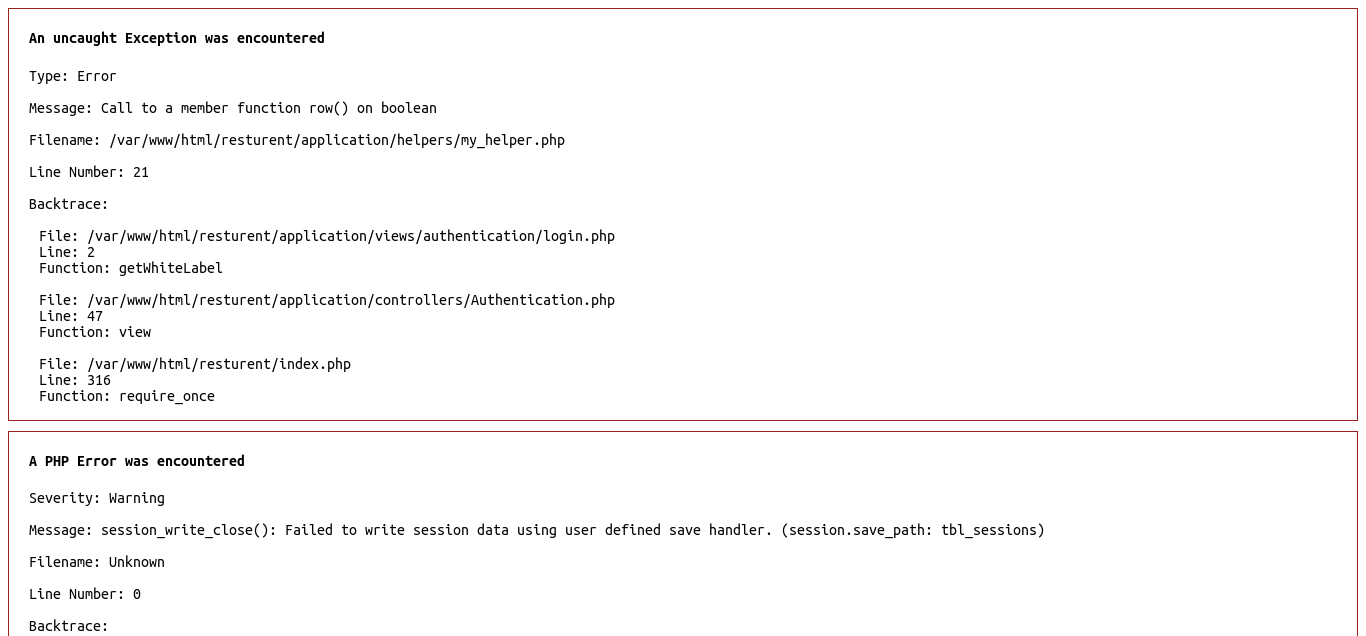 An uncaught Exception was encountered
Type: Error
Message: Call to a member function row() on boolean
Filename: /var/www/html/resturent/application/helpers/my_helper.php
Line Number: 21
Backtrace:
File: /var/www/html/resturent/application/views/authentication/login.php
Line: 2
Function: getWhiteLabel
File: /var/www/html/resturent/application/controllers/Authentication.php
Line: 47
Function: view
File: /var/www/html/resturent/index.php
Line: 316
Function: require_once
A PHP Error was encountered
Severity: Warning
Message: session_write_close(): Failed to write session data using user defined save handler. (session.save_path: tbl_sessions)
Filename: Unknown
Line Number: 0
Backtrace: